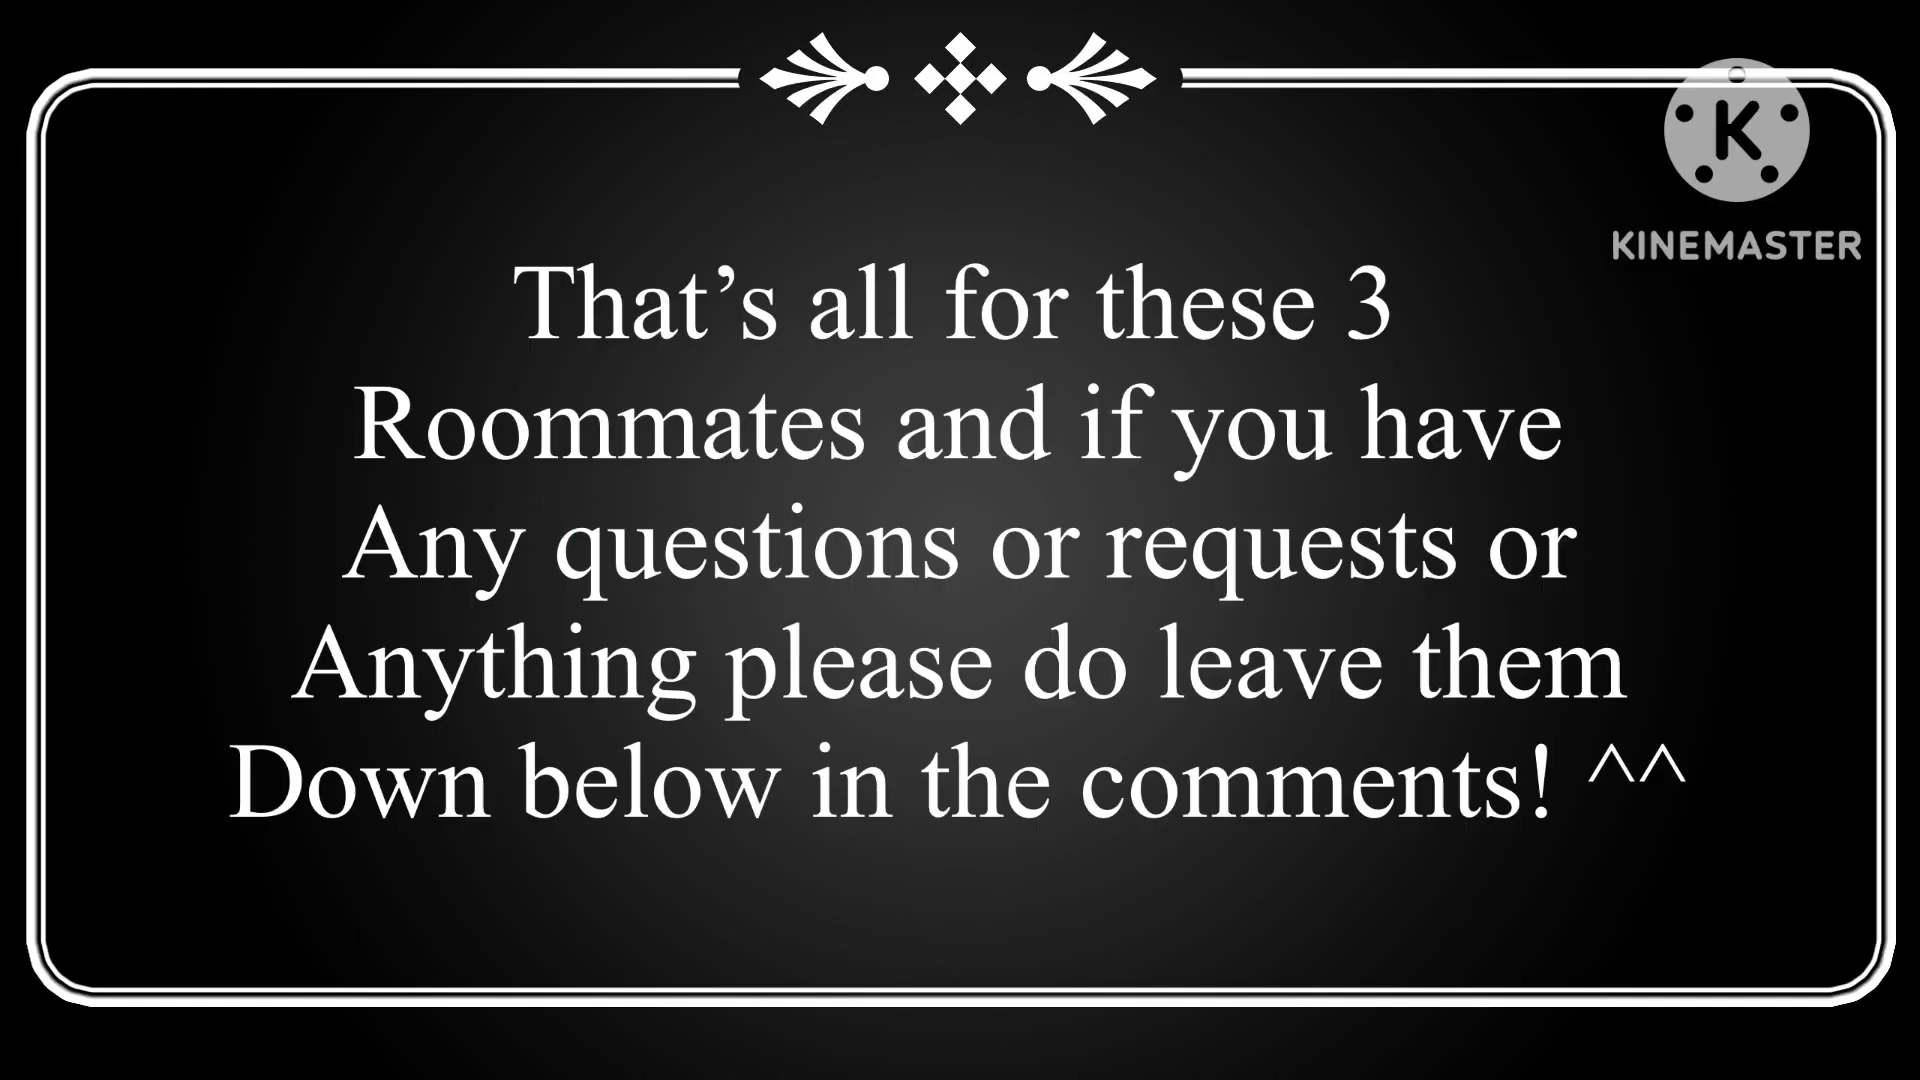 K
KINEMASTER
That’s all for these 3
Roommates and if you have
Any questions or requests or
Anything please do leave them
Down below in the comments! ^^